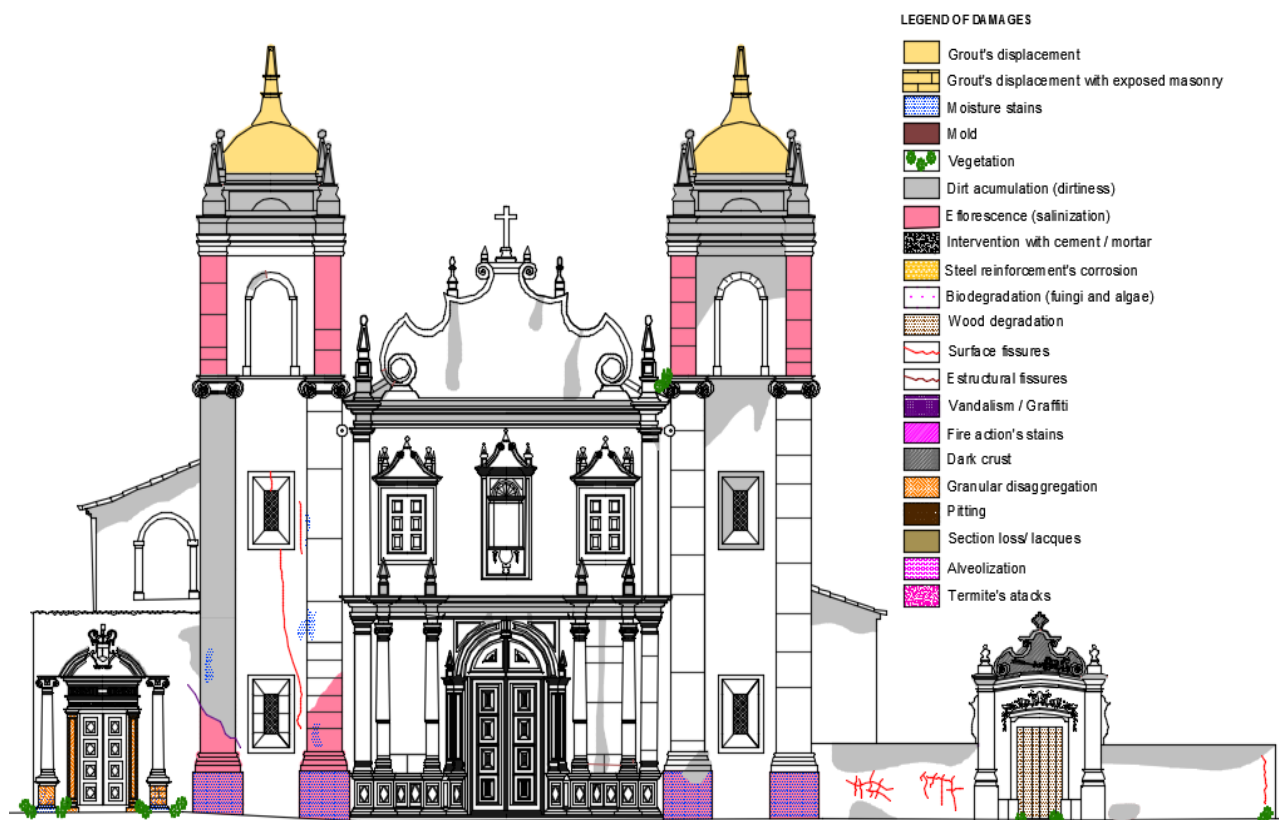 LEGEND OF DAMAGES
Grout's displacement
Grout's displacement with exposed masonry
Moisture stains
Mold
Vegetation
Dirt acumulation (dirtiness)
Eflorescence (salinization)
Intervention with cement / mortar
Steel reinforcement's corrosion
Biodegradation (fuingi and algae)
Wood degradation
Surface fissures
Estructural fissures
Vandalism / Graffiti
Fire action's stains
Dark crust
Granular disaggregation
Pitting
Section loss/ lacques
Alveolization
Termite's atacks